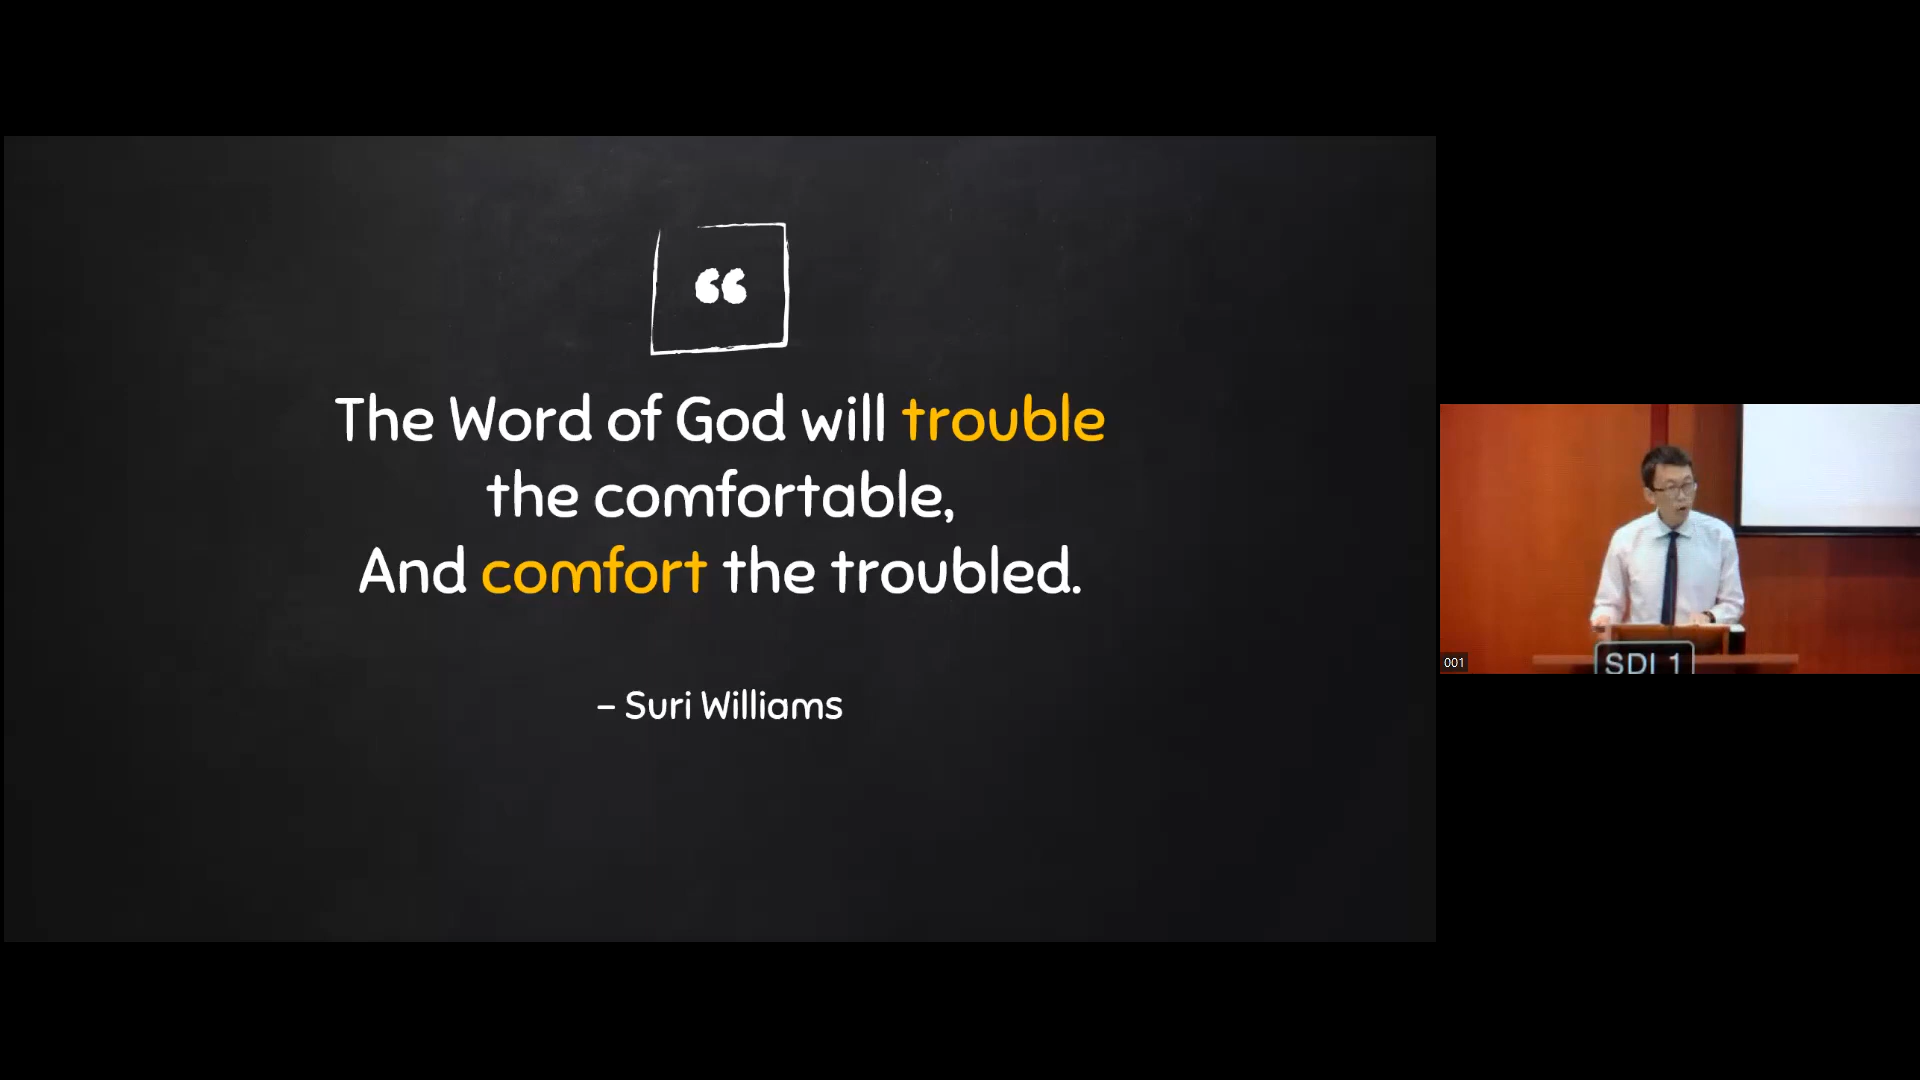 “
The Word of God will trouble
the comfortable,
And comfort the troubled.
– Suri Williams
001
SDI 1